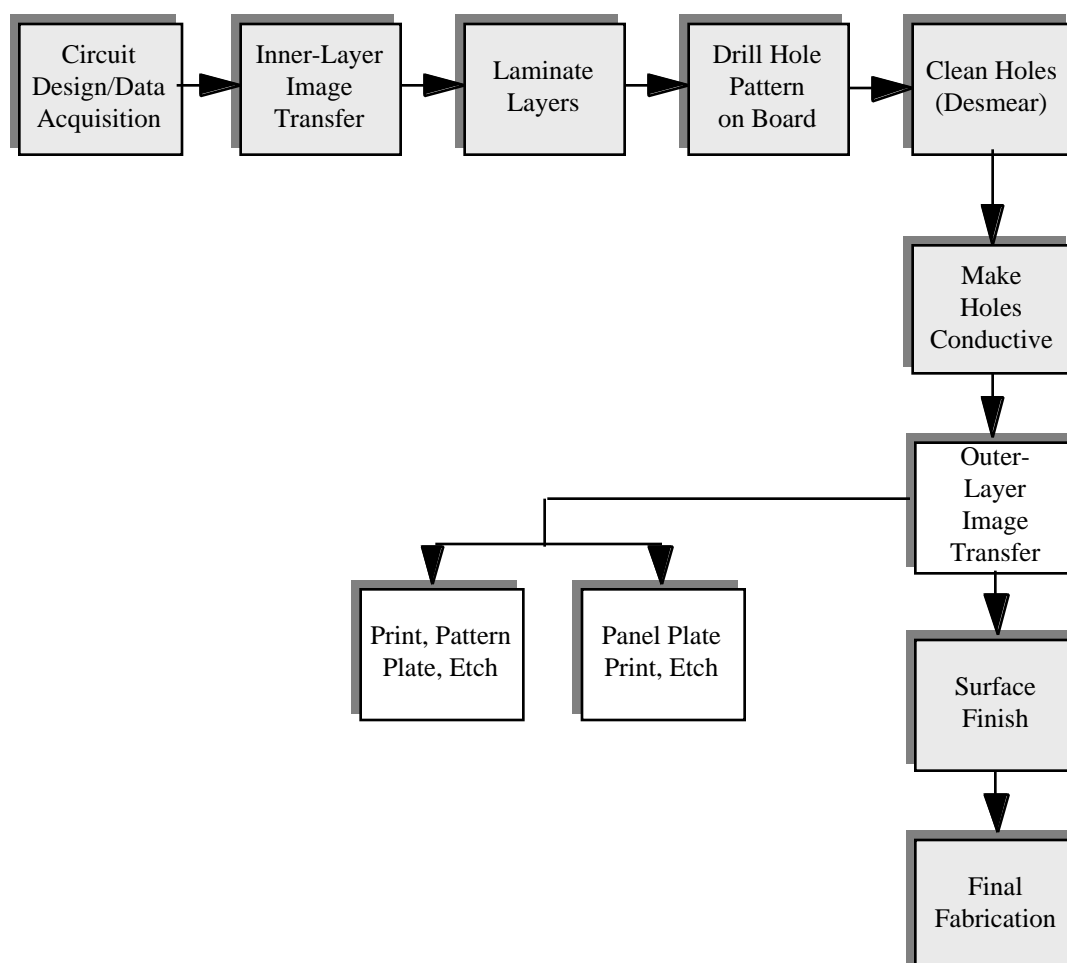 Circuit
Design/Data
Acquisition
Inner-Layer
Image
Transfer
Laminate
Layers
Drill Hole
Pattern
on Board
Clean Holes
(Desmear)
Make
Holes
Conductive
Outer-
Layer
Image
Transfer
Print, Pattern
Plate, Etch
Panel Plate
Print, Etch
Surface
Finish
Final
Fabrication